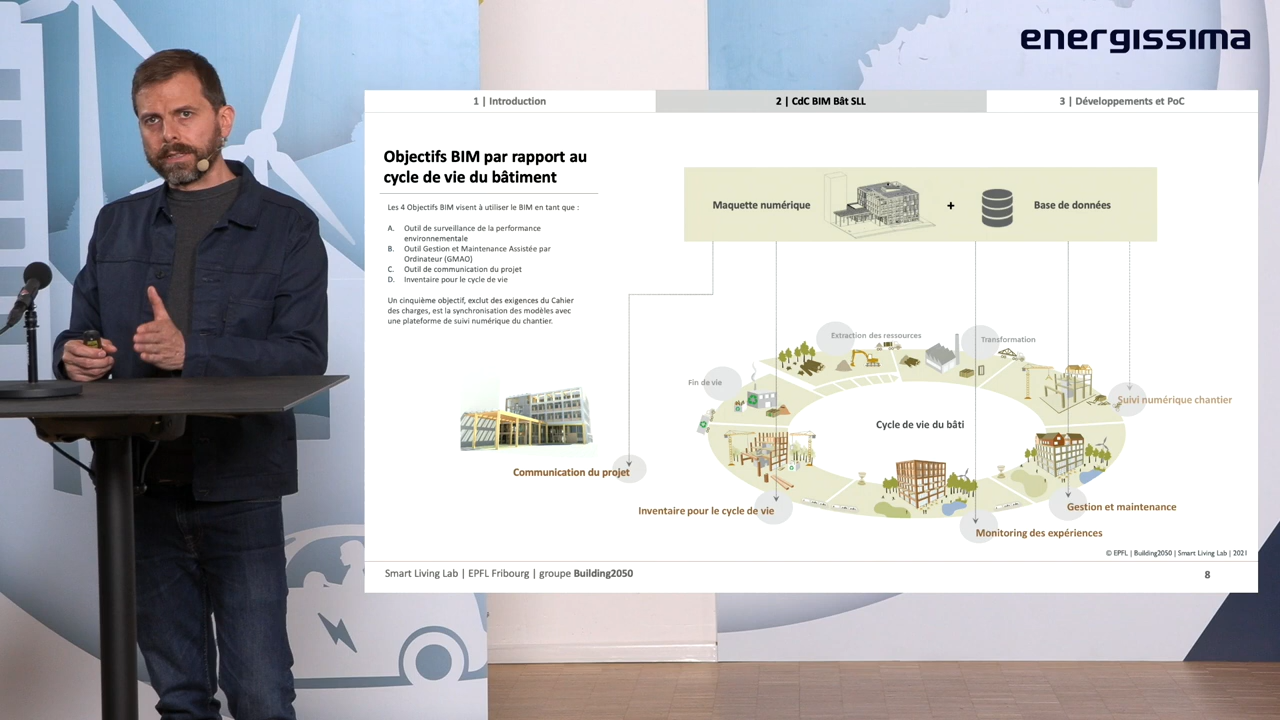 energissima
1 | Introduction
2 | CdC BIM Bât SLL
3 | Développements et PoC
Objectifs BIM par rapport au
cycle de vie du bâtiment
Les 4 Objectifs BIM visent à utiliser le BIM en tant que :
A. Outil de surveillance de la performance
environnementale
B. Outil Gestion et Maintenance Assistée par
Ordinateur (GMAO)
C. Outil de communication du projet
D. Inventaire pour le cycle de vie
Un cinquième objectif, exclut des exigences du Cahier
des charges, est la synchronisation des modèles avec
une plateforme de suivi numérique du chantier.
Maquette numérique
+
Base de données
Extraction des ressources
Transformation
Fin de vie
Suivi numérique chantier
Cycle de vie du bâti
Communication du projet
Inventaire pour le cycle de vie
Gestion et maintenance
Monitoring des expériences
© EPFL | Building2050 | Smart Living Lab | 2021
Smart Living Lab | EPFL Fribourg | groupe Building2050
8